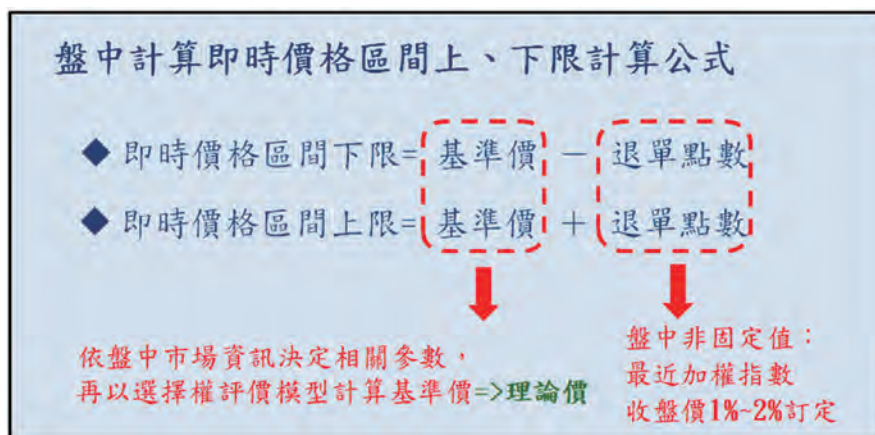 盤中計算即時價格區間上、下限計算公式
◆ 即時價格區間下限= 基準價 − 退單點數
◆ 即時價格區間上限= 基準價 + 退單點數
依盤中市場資訊決定相關參數，
再以選擇權評價模型計算基準價=>理論價
盤中非固定值：
最近加權指數
收盤價1%~2%訂定